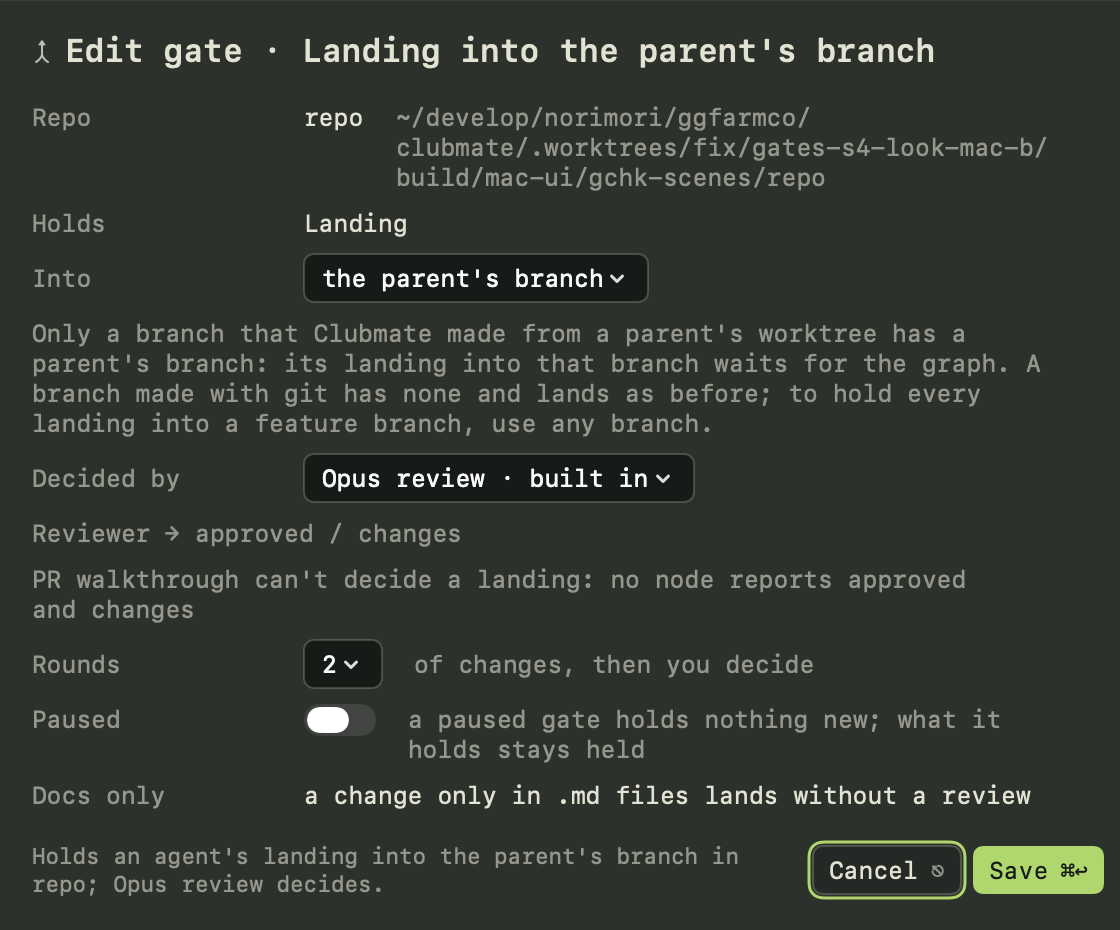 Edit gate · Landing into the parent's branch
Repo repo ~/develop/norimori/ggfarmco/
clubmate/.worktrees/fix/gates-s4-look-mac-b/
build/mac-ui/gchk-scenes/repo
Holds Landing
Into the parent's branch
Only a branch that Clubmate made from a parent's worktree has a
parent's branch: its landing into that branch waits for the graph. A
branch made with git has none and lands as before; to hold every
landing into a feature branch, use any branch.
Decided by Opus review · built in
Reviewer → approved / changes
PR walkthrough can't decide a landing: no node reports approved
and changes
Rounds 2 of changes, then you decide
Paused a paused gate holds nothing new; what it
holds stays held
Docs only a change only in .md files lands without a review
Holds an agent's landing into the parent's branch in
repo; Opus review decides.
Cancel ⎋ Save ⌘↩